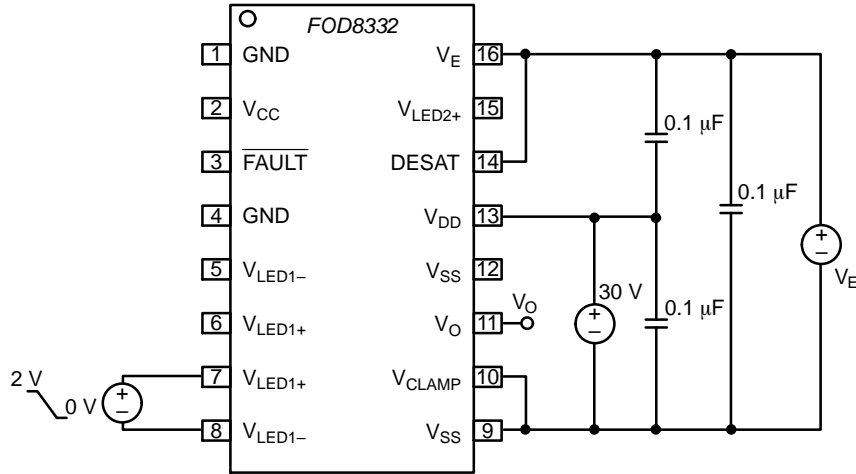 FOD8332
1 GND
2 VCC
3 FAULT
4 GND
5 VLED1–
6 VLED1+
7 VLED1+
8 VLED1–
VE 16
VLED2+ 15
DESAT 14
VDD 13
VSS 12
VO 11
VCLAMP 10
VSS 9
2 V
0 V
+
–
VO
30 V
+
–
0.1 μF
0.1 μF
0.1 μF
+
–
VE